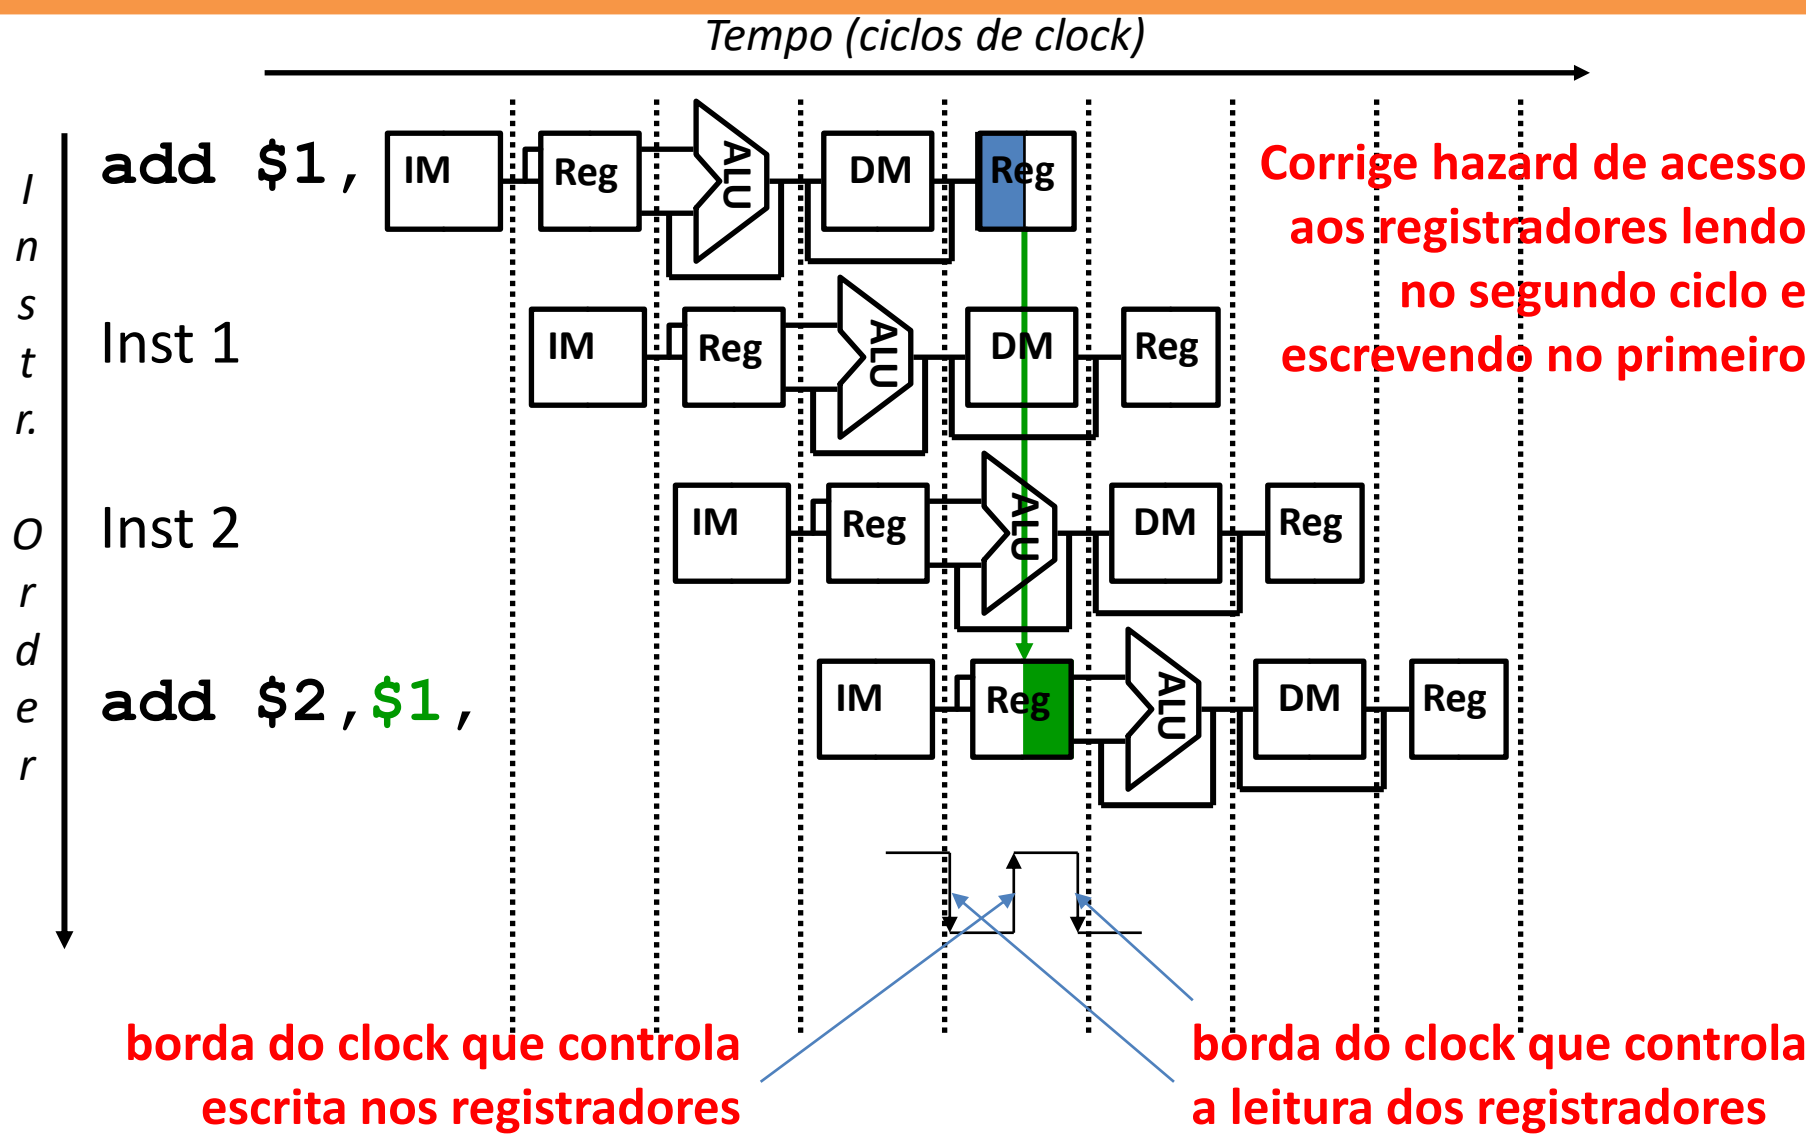 Tempo (ciclos de clock)
I
n
s
t
r.
O
r
d
e
r
add $1,
IM
Reg
ALU
DM
Reg
Corrige hazard de acesso
aos registradores lendo
no segundo ciclo e
escrevendo no primeiro
Inst 1
IM
Reg
ALU
DM
Reg
Inst 2
IM
Reg
ALU
DM
Reg
add $2,$1,
IM
Reg
ALU
DM
Reg
borda do clock que controla
escrita nos registradores
borda do clock que controla
a leitura dos registradores